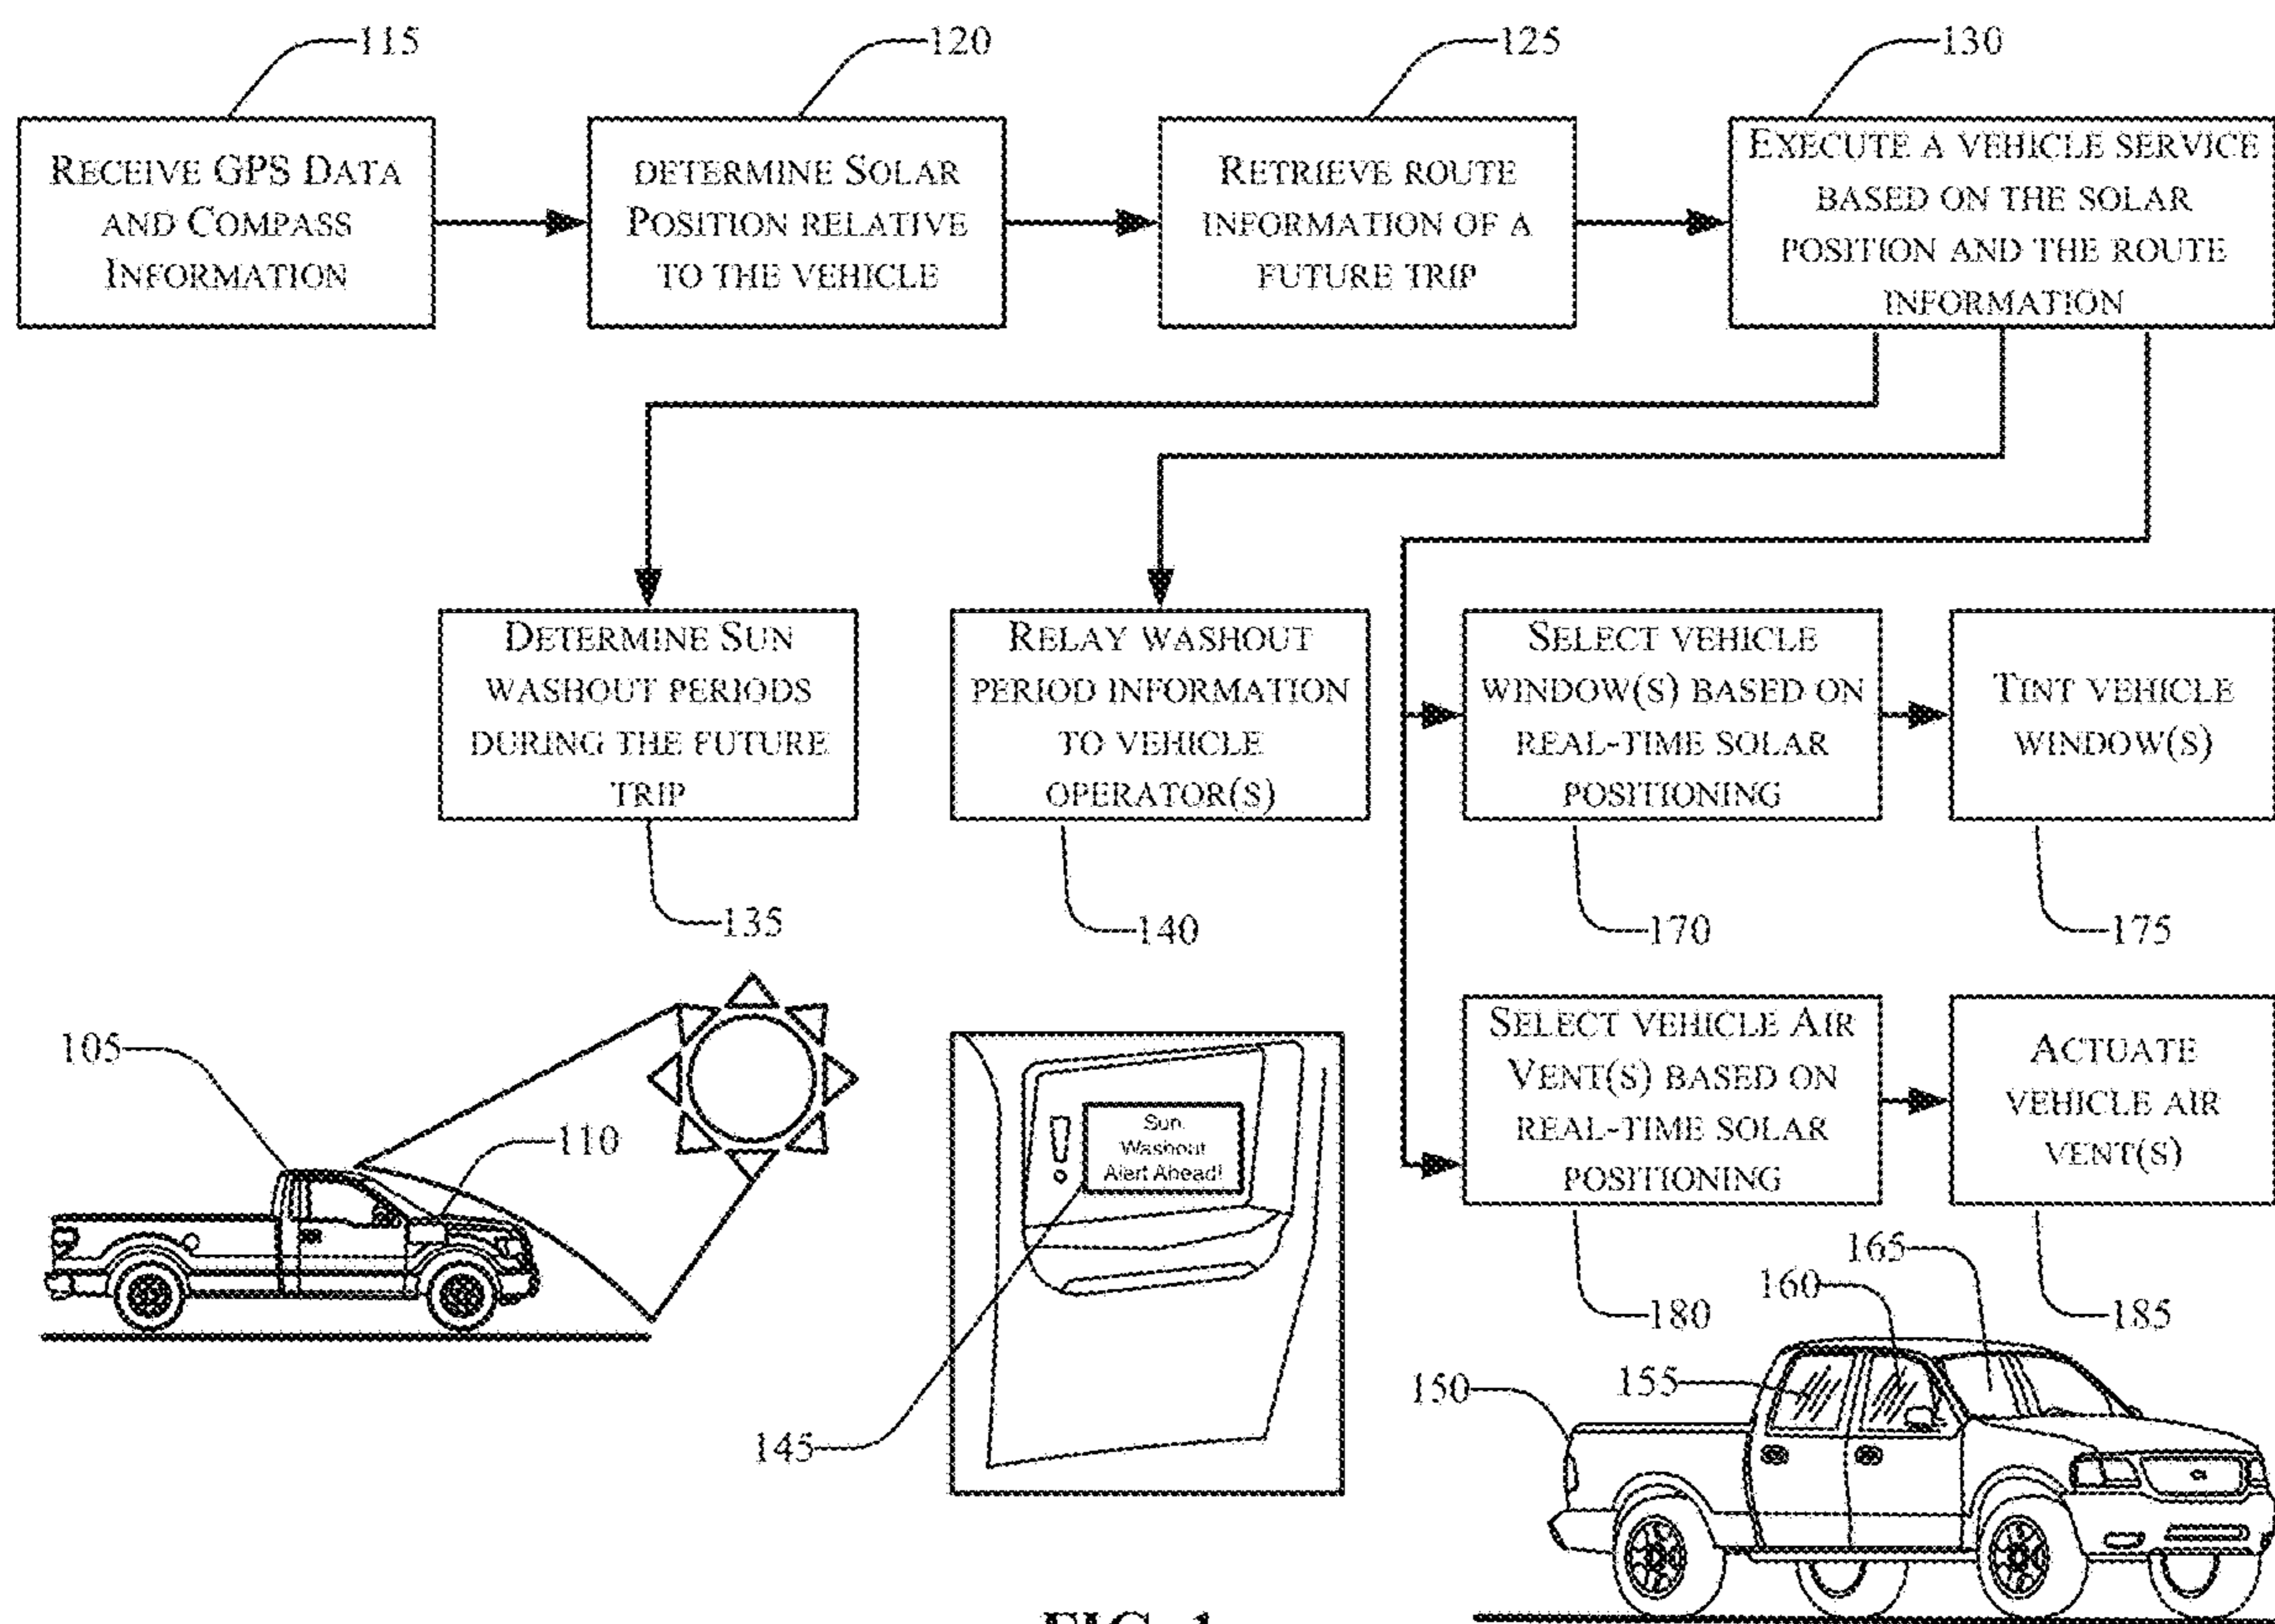 115
120
125
130
RECEIVE GPS DATA
AND COMPASS
INFORMATION
DETERMINE SOLAR
POSITION RELATIVE
TO THE VEHICLE
RETRIEVE ROUTE
INFORMATION OF A
FUTURE TRIP
EXECUTE A VEHICLE SERVICE
BASED ON THE SOLAR
POSITION AND THE ROUTE
INFORMATION
DETERMINE SUN
WASHOUT PERIODS
DURING THE FUTURE
TRIP
RELAY WASHOUT
PERIOD INFORMATION
TO VEHICLE
OPERATOR(S)
SELECT VEHICLE
WINDOW(S) BASED ON
REAL-TIME SOLAR
POSITIONING
TINT VEHICLE
WINDOW(S)
135
140
170
175
105
110
Sun
Washout
Alert Ahead!
145
SELECT VEHICLE AIR
VENT(S) BASED ON
REAL-TIME SOLAR
POSITIONING
ACTUATE
VEHICLE AIR
VENT(S)
180
185
165
160
155
150
FIG. 1